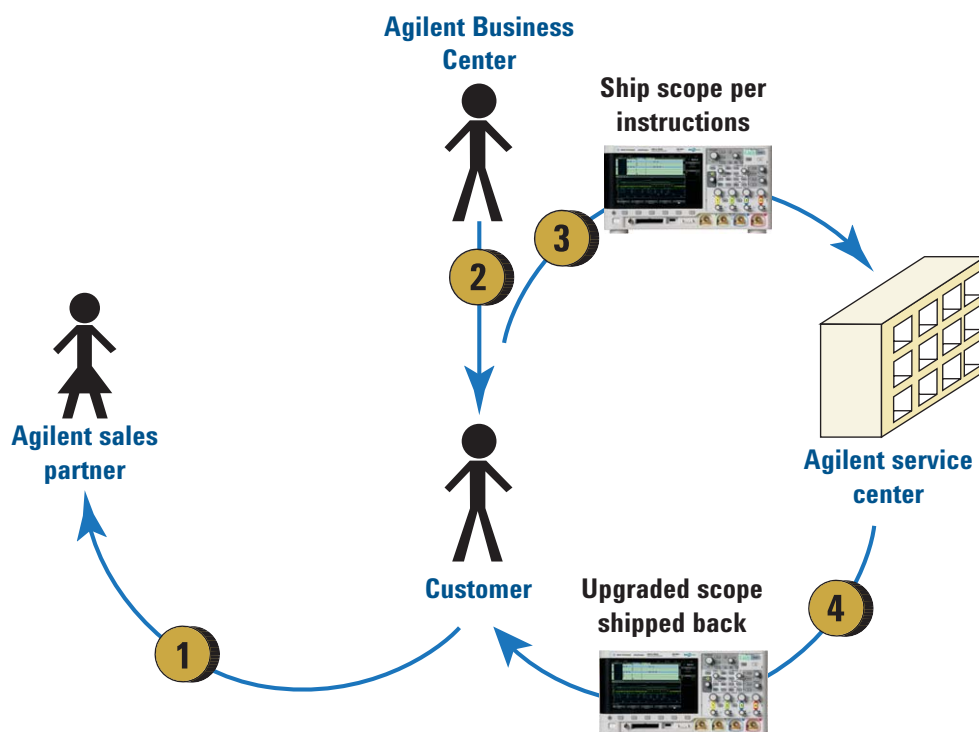 Agilent Business
Center
Ship scope per
instructions
3
2
Agilent sales
partner
Agilent service
center
Customer
Upgraded scope
shipped back
4
1